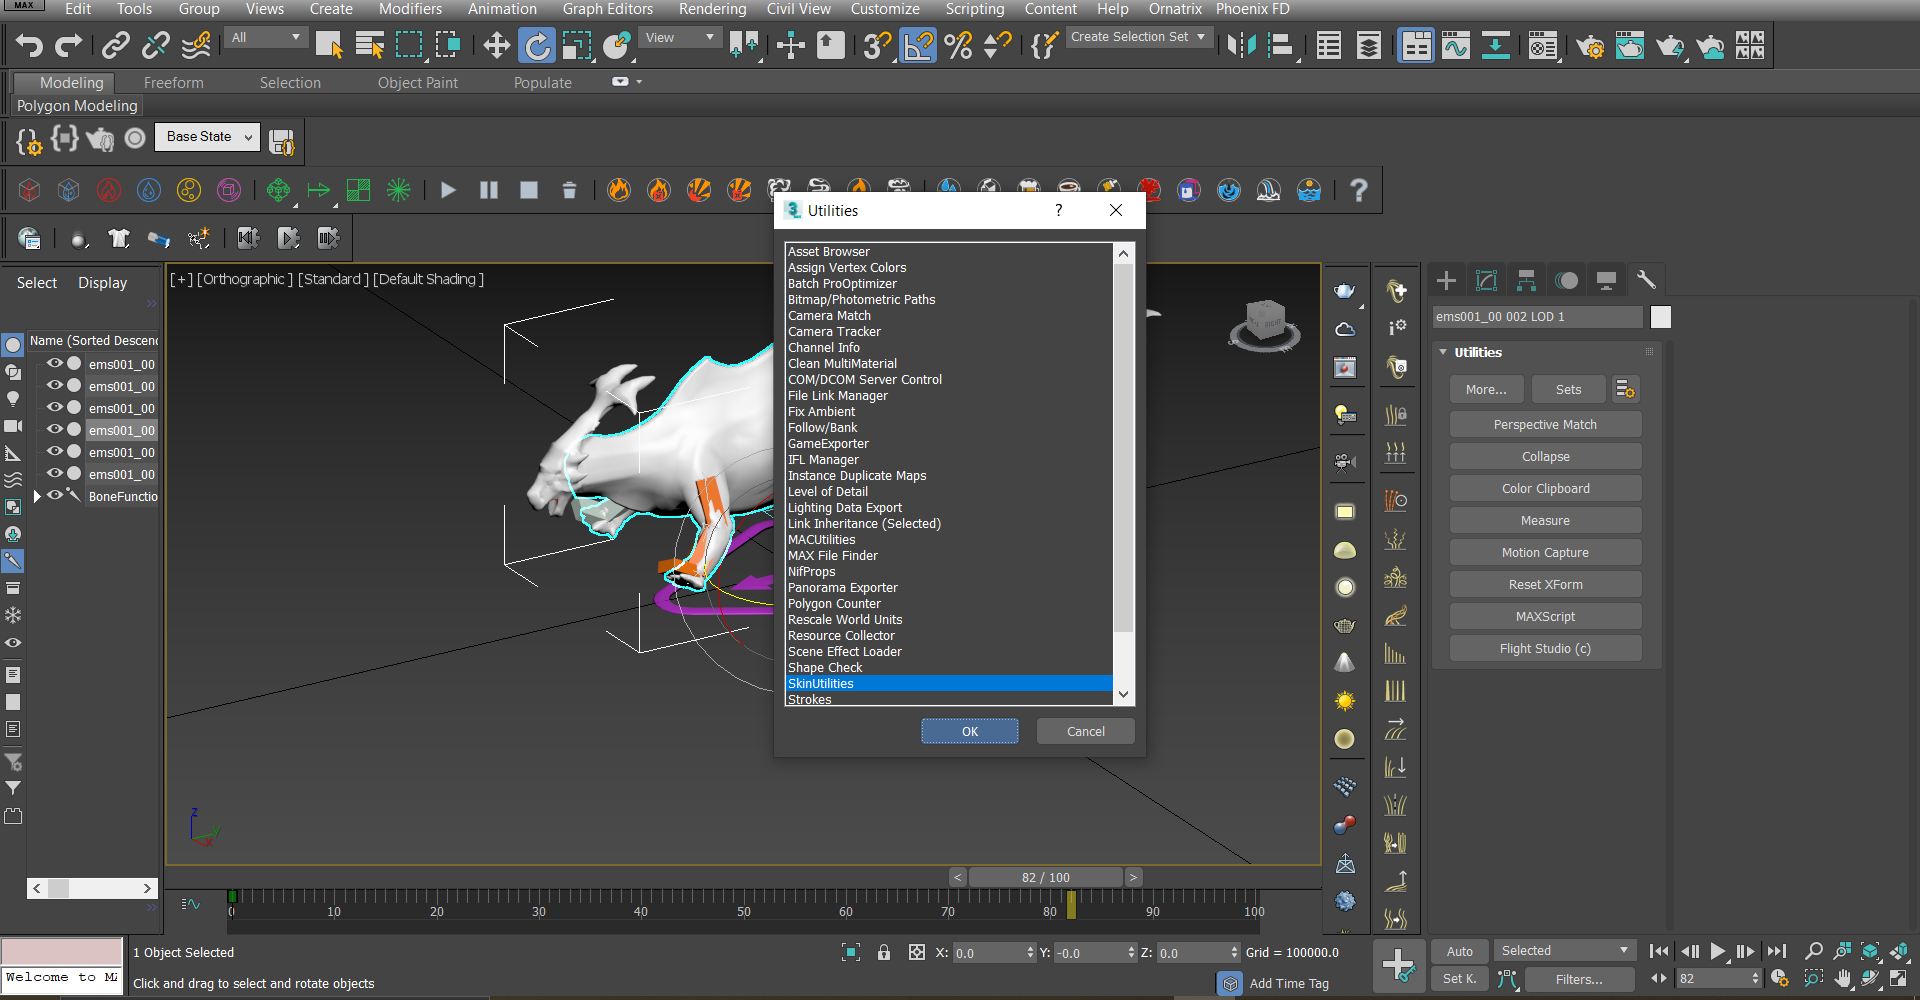 MAX
Edit Tools Group Views Create Modifiers Animation Graph Editors Rendering Civil View Customize Scripting Content Help Ornatrix Phoenix FD
All
View
Create Selection Set
Modeling Freeform Selection Object Paint Populate
Polygon Modeling
Base State
Utilities
Asset Browser
Assign Vertex Colors
Batch ProOptimizer
Bitmap/Photometric Paths
Camera Match
Camera Tracker
Channel Info
Clean MultiMaterial
COM/DCOM Server Control
File Link Manager
Fix Ambient
Follow/Bank
GameExporter
IFL Manager
Instance Duplicate Maps
Level of Detail
Lighting Data Export
Link Inheritance (Selected)
MACUtilities
MAX File Finder
NifProps
Panorama Exporter
Polygon Counter
Rescale World Units
Resource Collector
Scene Effect Loader
Shape Check
SkinUtilities
Strokes
OK Cancel
Select Display
Name (Sorted Descenc
ems001_00
ems001_00
ems001_00
ems001_00
ems001_00
ems001_00
BoneFunctio
[+] [Orthographic ] [Standard ] [Default Shading ]
RIGHT
z
y
x
ems001_00 002 LOD 1
Utilities
More... Sets
Perspective Match
Collapse
Color Clipboard
Measure
Motion Capture
Reset XForm
MAXScript
Flight Studio (c)
< 82 / 100 >
0 10 20 30 40 50 60 70 80 90 100
1 Object Selected
X: 0.0 Y: -0.0 Z: 0.0 Grid = 100000.0
Auto Selected
Welcome to MA
Click and drag to select and rotate objects
Add Time Tag
Set K. Filters...
82